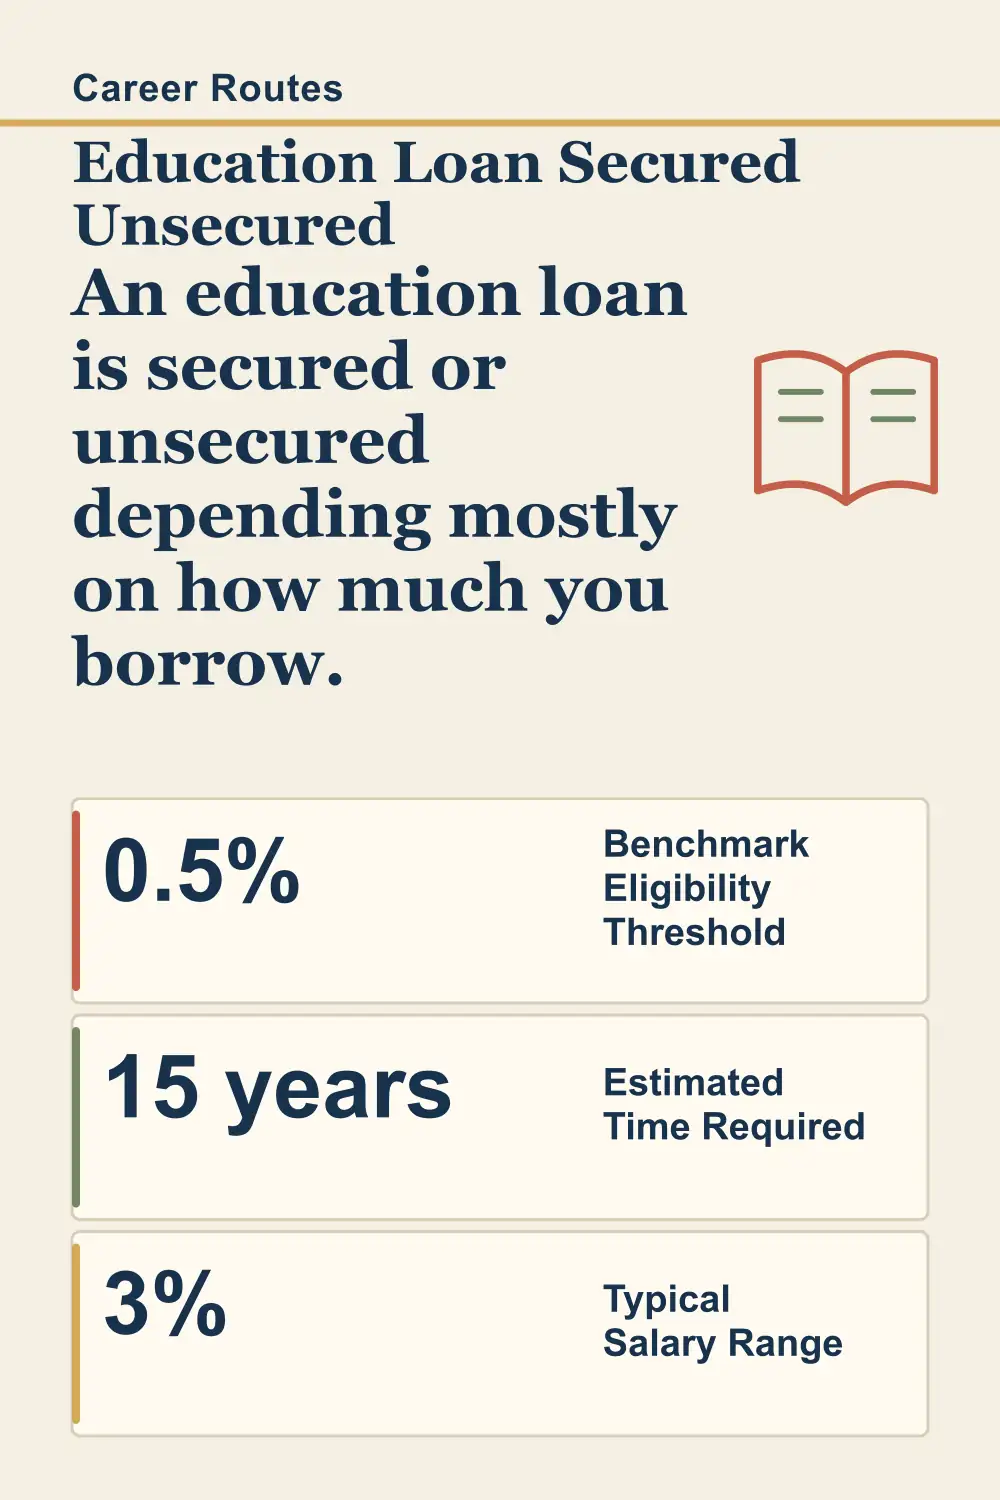 Career Routes
Education Loan Secured
Unsecured
An education loan
is secured or
unsecured
depending mostly
on how much you
borrow.
0.5%
Benchmark
Eligibility
Threshold
15 years
Estimated
Time Required
3%
Typical
Salary Range